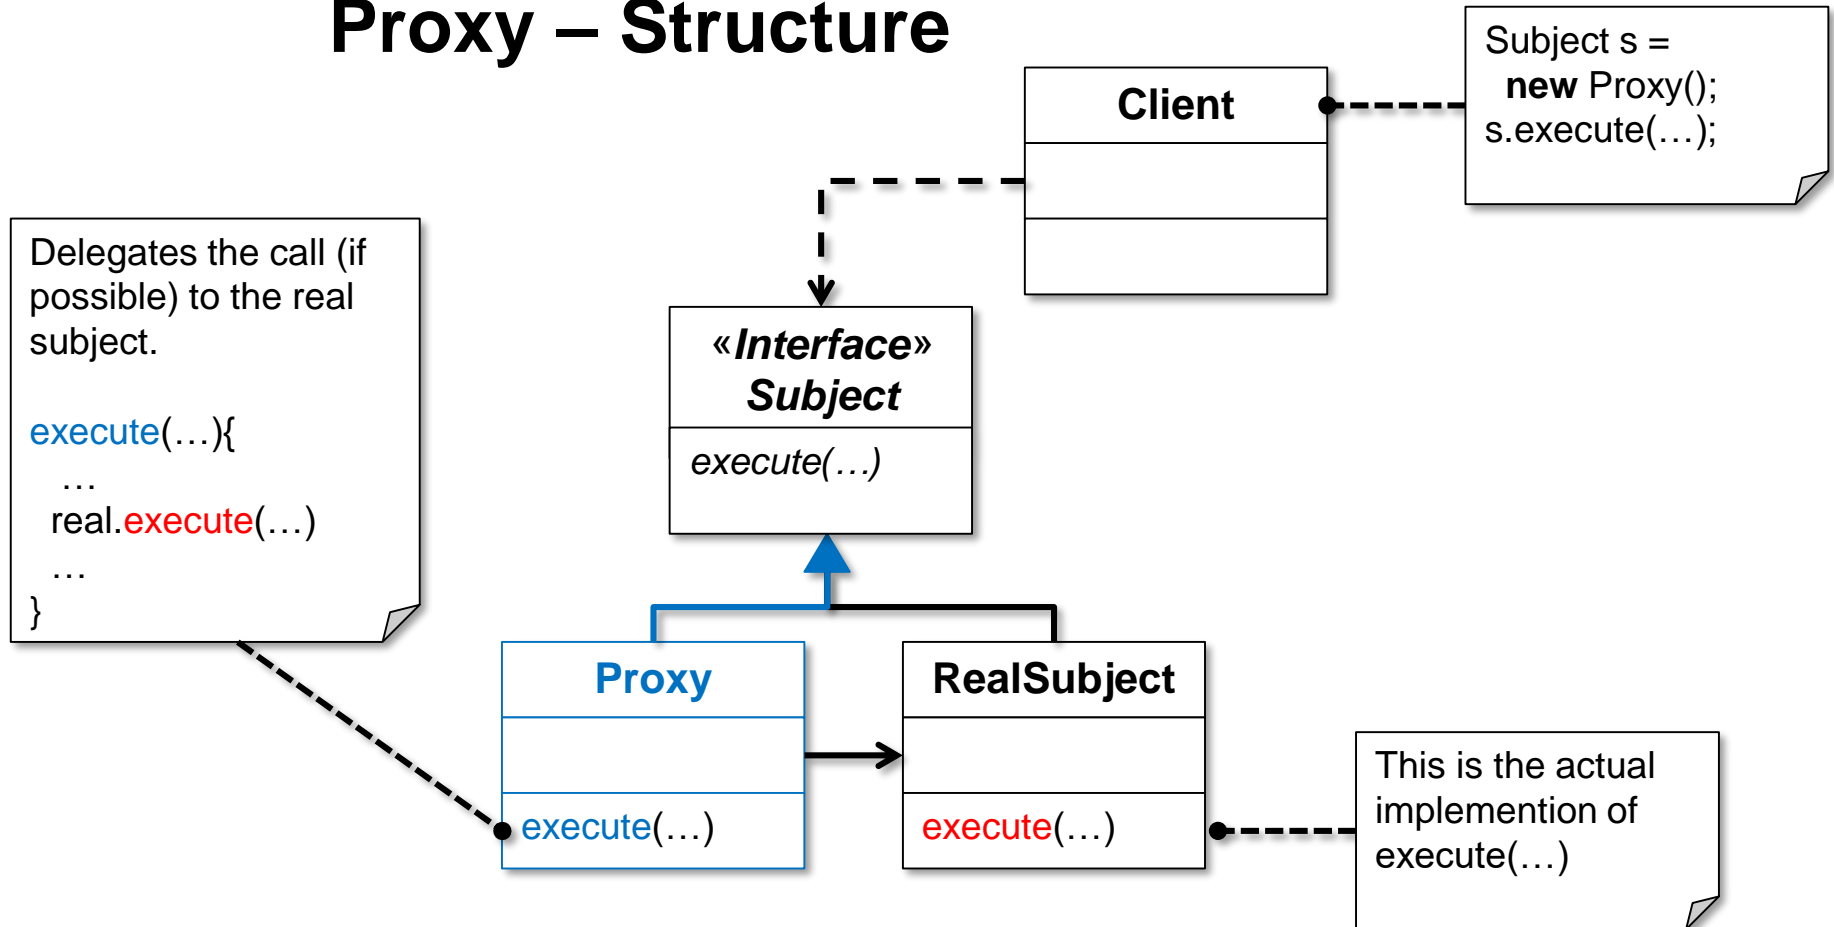 Proxy – Structure
Client
Subject s =
new Proxy();
s.execute(…);
Delegates the call (if
possible) to the real
subject.
execute(…){
…
real.execute(…)
…
}
«Interface»
Subject
execute(…)
Proxy
execute(…)
RealSubject
execute(…)
This is the actual
implemention of
execute(…)